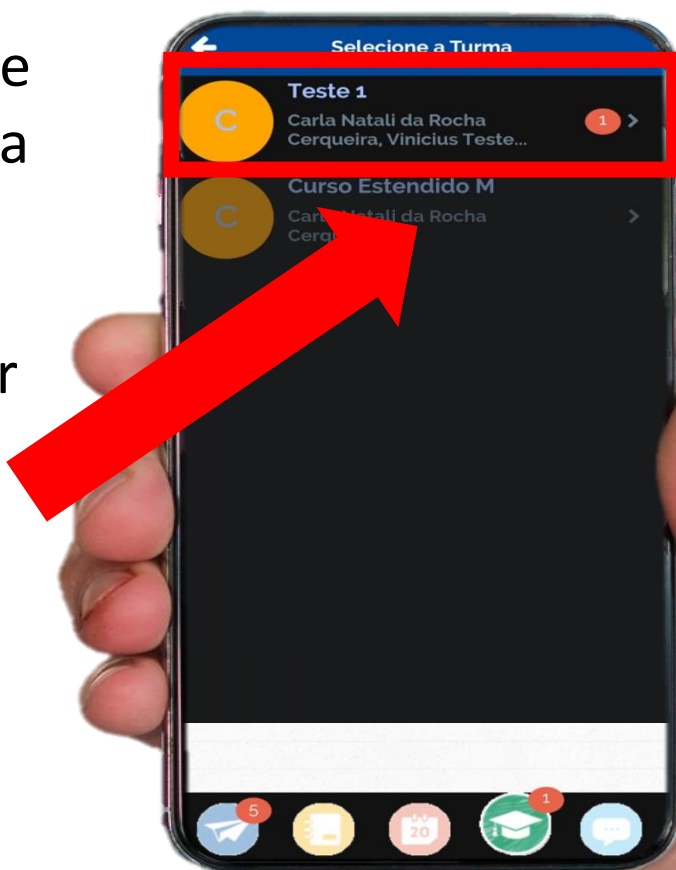 e
a
r
Selecione a Turma
Teste 1
C
Carla Natali da Rocha
Cerqueira, Vinicius Teste...
1
Curso Estendido M
C
Natali da Rocha
5
20
1